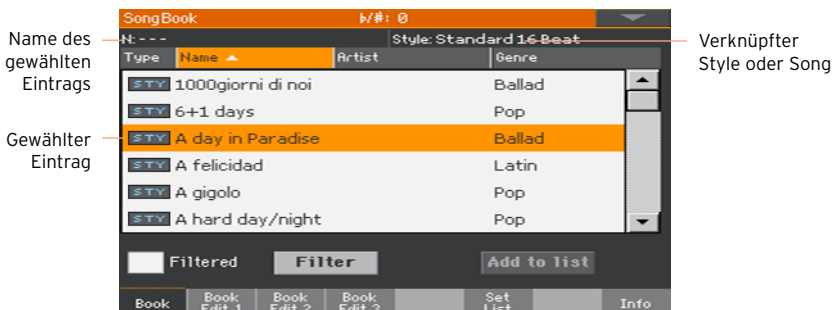 SongBook ♭/#: 0
Name des
gewählten
Eintrags
N: - - - Style: Standard 16 Beat
Verknüpfter
Style oder Song
Type Name Artist Genre
STY 1000giorni di noi Ballad
STY 6+1 days Pop
Gewählter
Eintrag
STY A day in Paradise Ballad
STY A felicidad Latin
STY A gigolo Pop
STY A hard day/night Pop
Filtered Filter Add to list
Book Book Edit 1 Book Edit 2 Book Edit 3 Set List Info